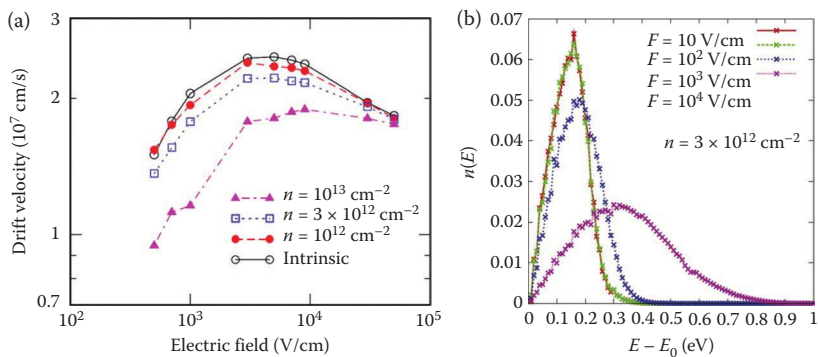 (a)
3
2
1
0.7
Drift velocity (10⁷ cm/s)
n = 10¹³ cm⁻²
n = 3 × 10¹² cm⁻²
n = 10¹² cm⁻²
Intrinsic
10² 10³ 10⁴ 10⁵
Electric field (V/cm)
(b)
0.07
0.06
0.05
0.04
0.03
0.02
0.01
0
n(E)
F = 10 V/cm
F = 10² V/cm
F = 10³ V/cm
F = 10⁴ V/cm
n = 3 × 10¹² cm⁻²
0 0.1 0.2 0.3 0.4 0.5 0.6 0.7 0.8 0.9 1
E – E₀ (eV)